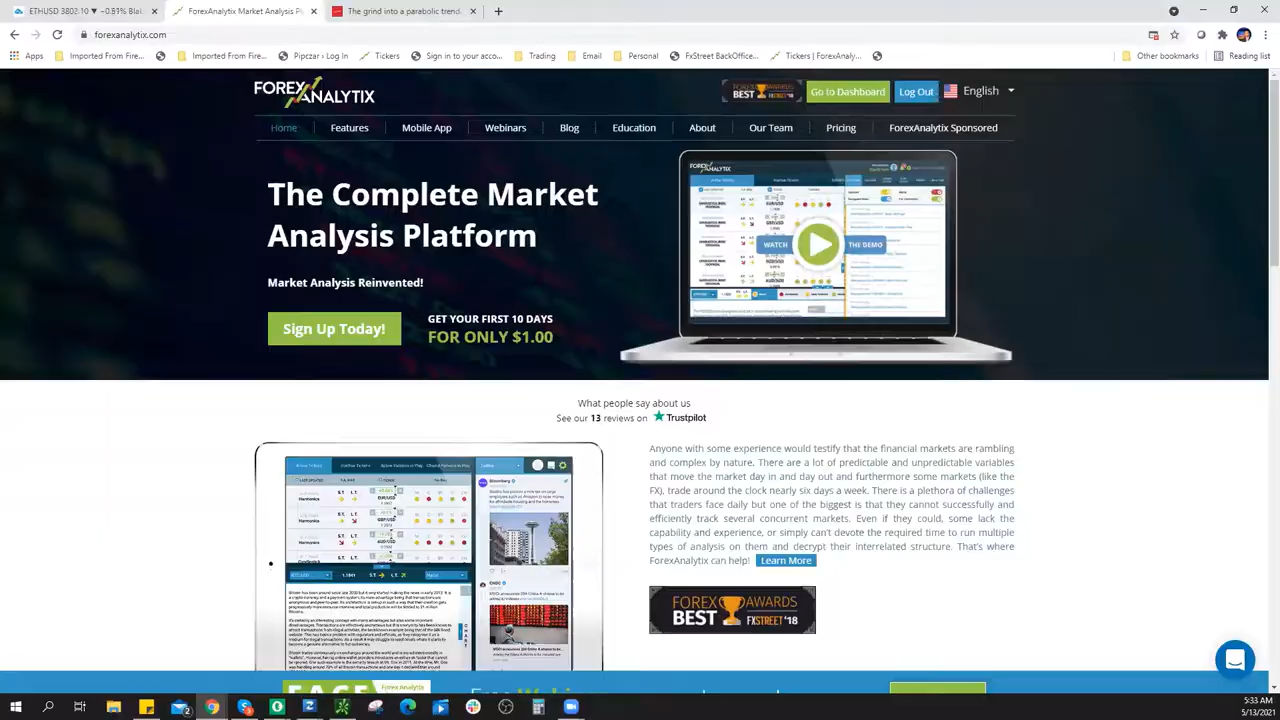 ETHUSD 3802.10 ▼ −0.59% Blai
ForexAnalytix Market Analysis
The grind into a parabolic trend.
forexanalytix.com
Apps
Imported From Fire...
Imported From Fire...
Pipczar › Log In
Tickers
Sign in to your acco...
Trading
Email
Personal
FxStreet BackOffice...
Tickers | ForexAnaly...
Other bookmarks
Reading list
FOREX ANALYTIX
FOREX AWARDS BEST
Go to Dashboard
Log Out
English
Home
Features
Mobile App
Webinars
Blog
Education
About
Our Team
Pricing
ForexAnalytix Sponsored
The Complete Market
Analysis Platform
Market Analysis Reinvented!
Sign Up Today!
GET YOUR FIRST 10 DAYS
FOR ONLY $1.00
WATCH
THE DEMO
What people say about us
See our 13 reviews on Trustpilot
Anyone with some experience would testify that the financial markets are rambling
and complex by nature. There are a lot of predictable and unpredictable variables
that move the market day in and day out and furthermore some markets (like the
FX), trade around the clock nearly six days a week. There is a plethora of challenges
that traders face daily but one of the biggest is that they cannot successfully and
efficiently track several concurrent markets. Even if they could, some lack the
capability and experience, or simply can't devote the required time to run multiple
types of analysis on them and decrypt their interrelated structure. That's where
ForexAnalytix can help! Learn More
FOREX AWARDS
BEST FXSTREET '18
5:33 AM
5/13/2021